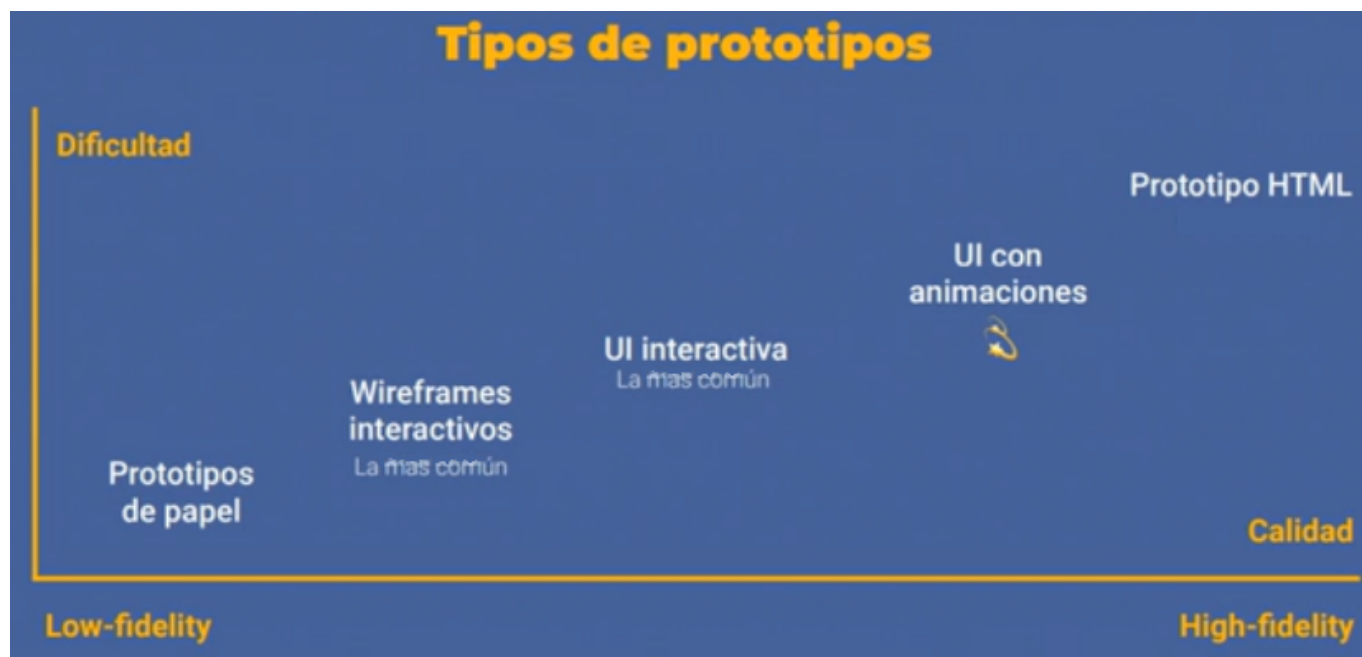 Tipos de prototipos
Dificultad
Prototipo HTML
UI con
animaciones
UI interactiva
La mas común
Wireframes
interactivos
La mas común
Prototipos
de papel
Calidad
Low-fidelity
High-fidelity